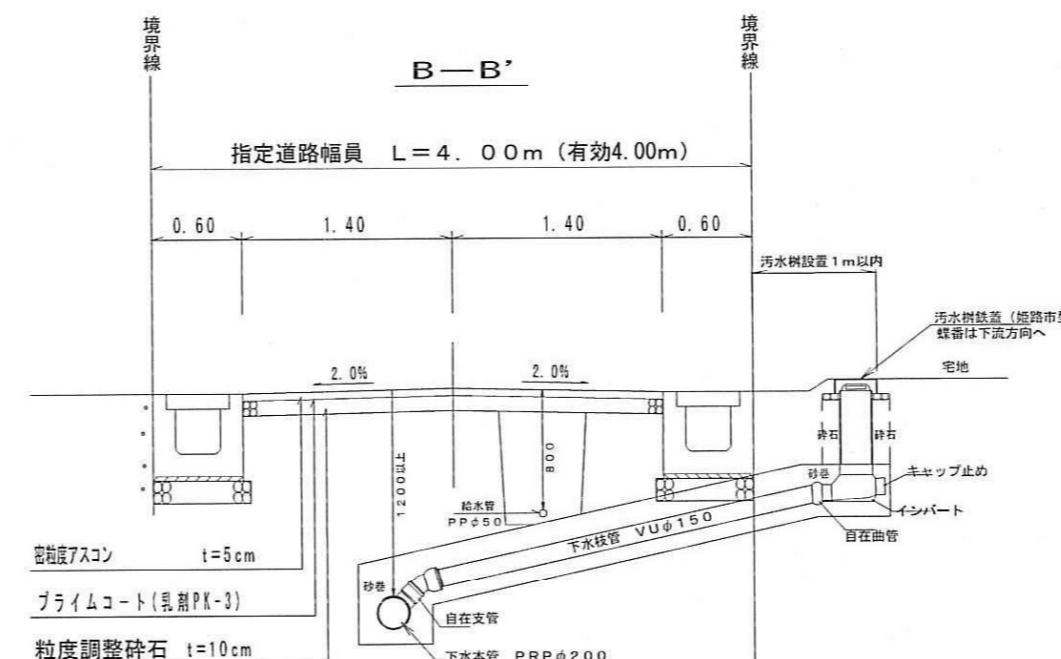 境界線
境界線
B—B’
指定道路幅員 L=4.00m (有効4.00m)
0.60
1.40
1.40
0.60
汚水桝設置1m以内
汚水桝鉄蓋(姫路市型
蝶番は下流方向へ
宅地
2.0%
2.0%
1200以上
800
砕石
砕石
砂巻
キャップ止め
インバート
自在曲管
給水管
PPφ50
下水枝管 VUφ150
密粒度アスコン t=5cm
砂巻
プライムコート(乳剤PK-3)
自在支管
粒度調整砕石 t=10cm
下水本管 PRPφ200